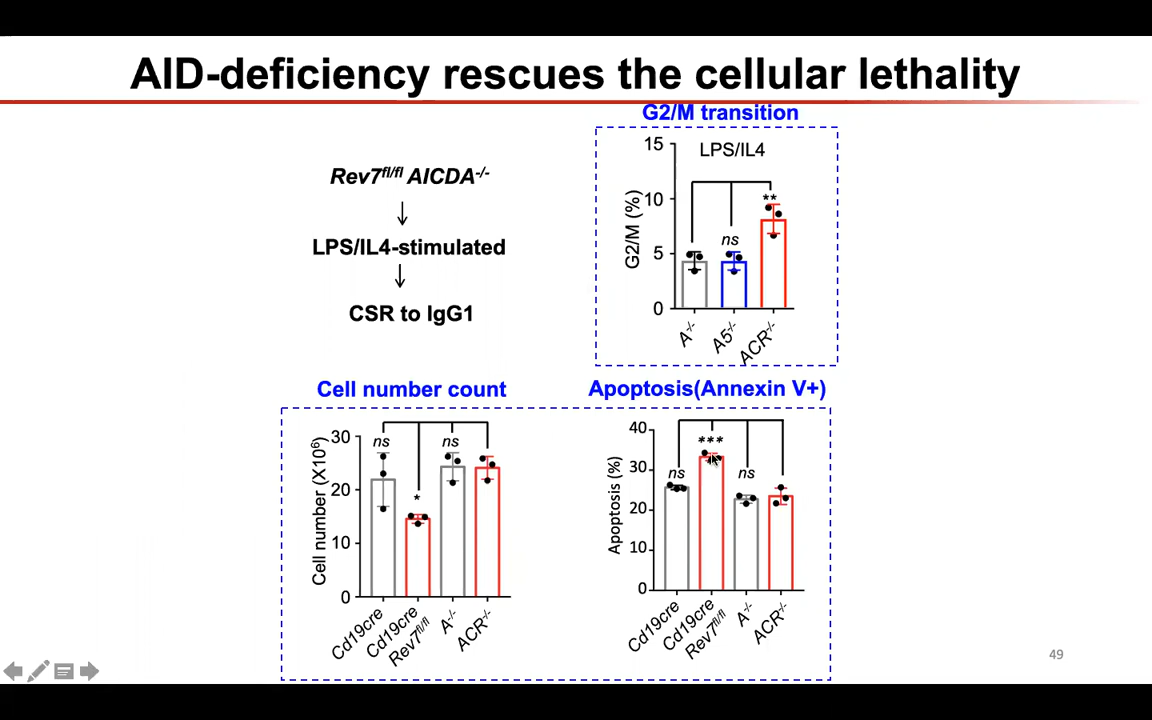 AID-deficiency rescues the cellular lethality
Rev7fl/fl AICDA-/-
LPS/IL4-stimulated
CSR to IgG1
G2/M transition
LPS/IL4
G2/M (%)
15
10
5
0
ns
**
A-/-
A5-/-
ACR-/-
Cell number count
Cell number (X10⁶)
30
20
10
0
ns
*
ns
Cd19cre
Cd19cre
Rev7fl/fl
A-/-
ACR-/-
Apoptosis(Annexin V+)
Apoptosis (%)
40
30
20
10
0
ns
***
ns
Cd19cre
Cd19cre
Rev7fl/fl
A-/-
ACR-/-
49